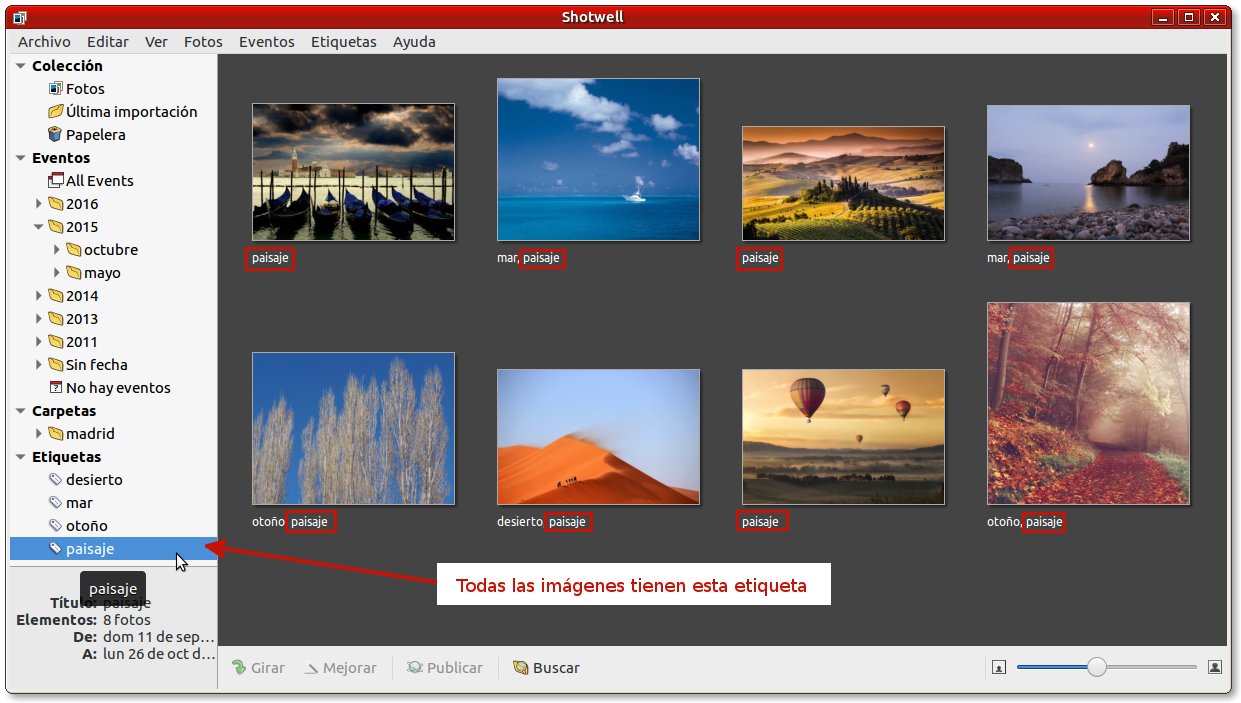 Shotwell
Archivo Editar Ver Fotos Eventos Etiquetas Ayuda
Colección
Fotos
Última importación
Papelera
Eventos
All Events
2016
2015
octubre
mayo
2014
2013
2011
Sin fecha
No hay eventos
Carpetas
madrid
Etiquetas
desierto
mar
otoño
paisaje
paisaje
Título: paisaje
Elementos: 8 fotos
De: dom 11 de sep...
A: lun 26 de oct d...
paisaje
mar, paisaje
paisaje
mar, paisaje
otoño, paisaje
desierto, paisaje
paisaje
otoño, paisaje
Todas las imágenes tienen esta etiqueta
Girar Mejorar Publicar Buscar